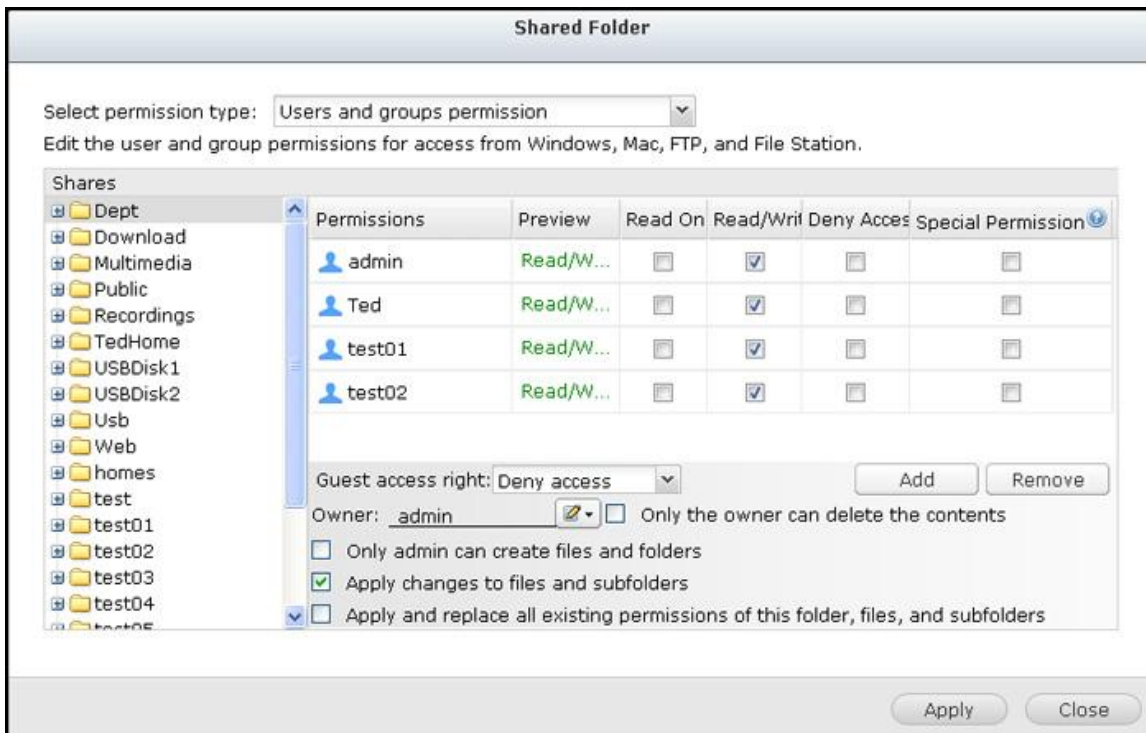 Shared Folder
Select permission type: Users and groups permission
Edit the user and group permissions for access from Windows, Mac, FTP, and File Station.
Shares
Dept
Download
Multimedia
Public
Recordings
TedHome
USBDisk1
USBDisk2
Usb
Web
homes
test
test01
test02
test03
test04
test05
Permissions Preview Read On Read/Writ Deny Acces Special Permission
admin Read/W...
Ted Read/W...
test01 Read/W...
test02 Read/W...
Guest access right: Deny access Add Remove
Owner: admin Only the owner can delete the contents
Only admin can create files and folders
Apply changes to files and subfolders
Apply and replace all existing permissions of this folder, files, and subfolders
Apply Close